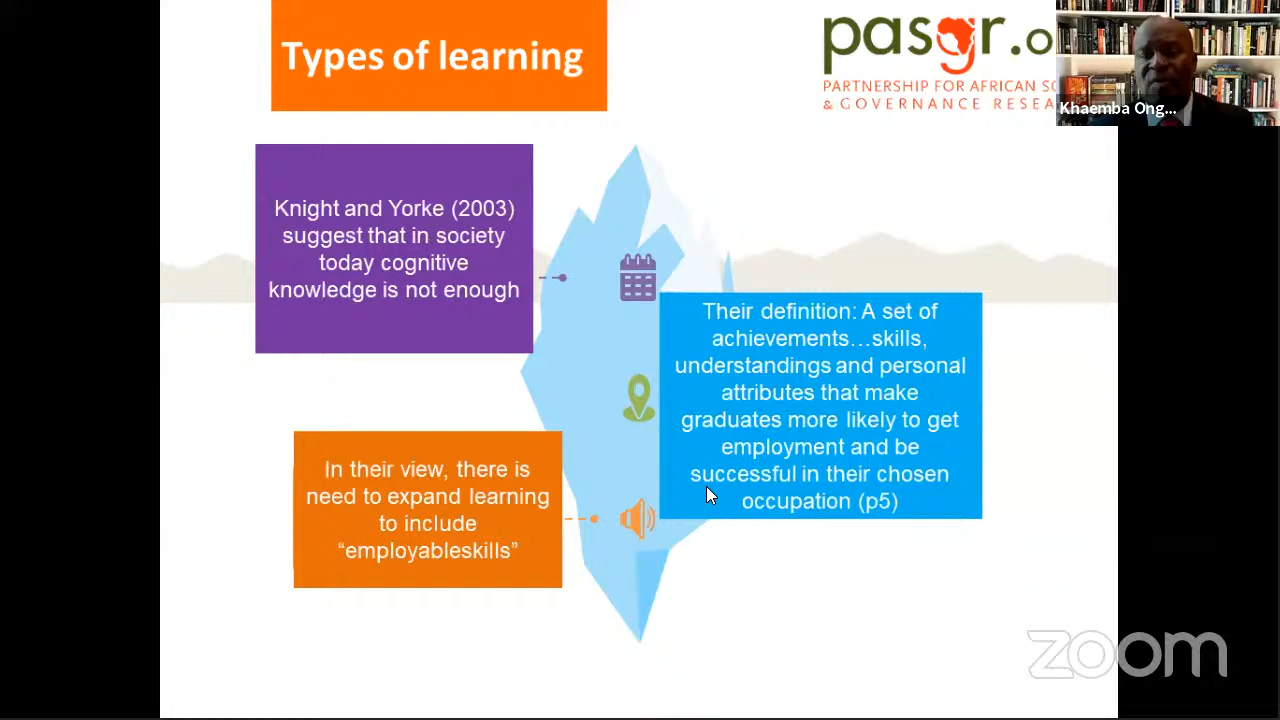 Types of learning
pasgr.o
PARTNERSHIP FOR AFRICAN SO
& GOVERNANCE RESEA
Khaemba Ong...
Knight and Yorke (2003)
suggest that in society
today cognitive
knowledge is not enough
Their definition: A set of
achievements…skills,
understandings and personal
attributes that make
graduates more likely to get
employment and be
successful in their chosen
occupation (p5)
In their view, there is
need to expand learning
to include
“employableskills”
zoom